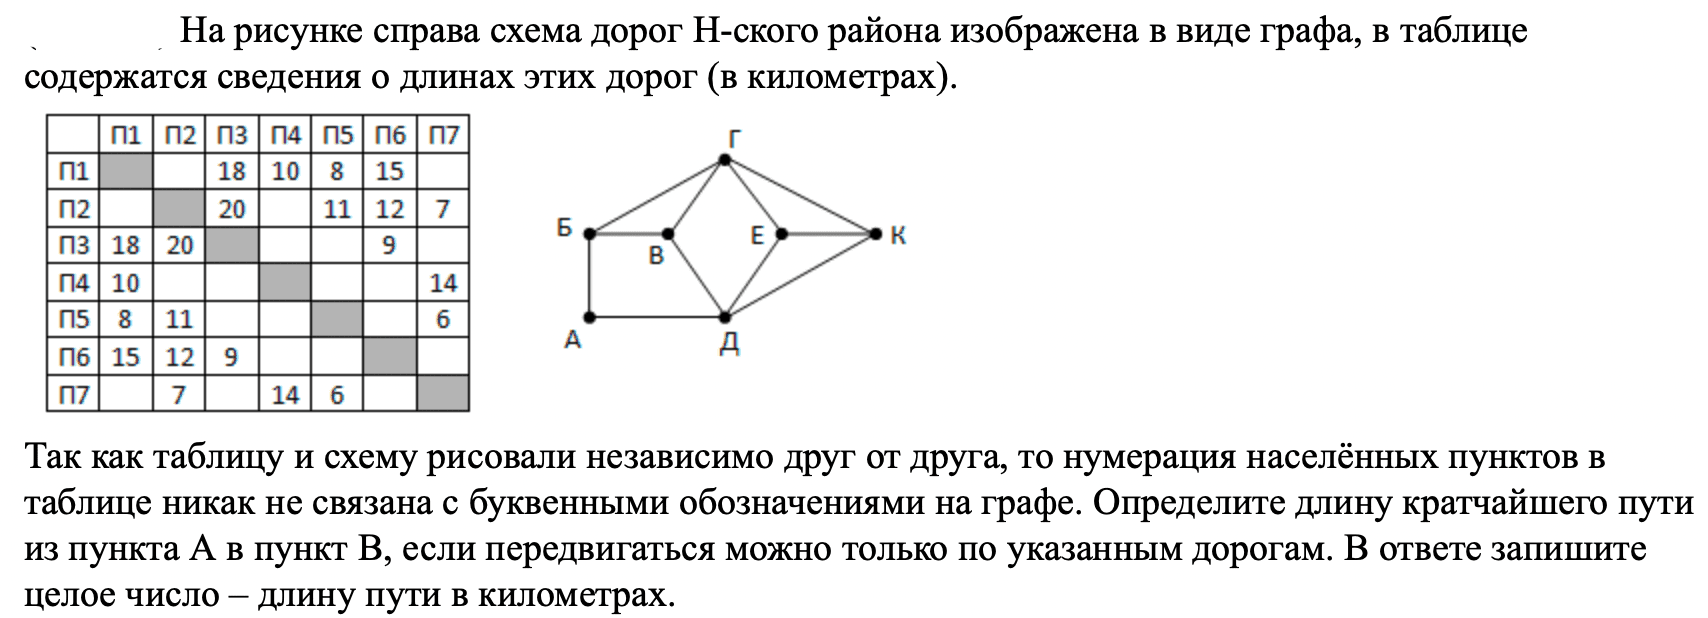 На рисунке справа схема дорог Н-ского района изображена в виде графа, в таблице
содержатся сведения о длинах этих дорог (в километрах).
П1 П2 П3 П4 П5 П6 П7
П1 18 10 8 15
П2 20 11 12 7
П3 18 20 9
П4 10 14
П5 8 11 6
П6 15 12 9
П7 7 14 6
Г
Б
В
Е
К
А
Д
Так как таблицу и схему рисовали независимо друг от друга, то нумерация населённых пунктов в
таблице никак не связана с буквенными обозначениями на графе. Определите длину кратчайшего пути
из пункта А в пункт В, если передвигаться можно только по указанным дорогам. В ответе запишите
целое число – длину пути в километрах.